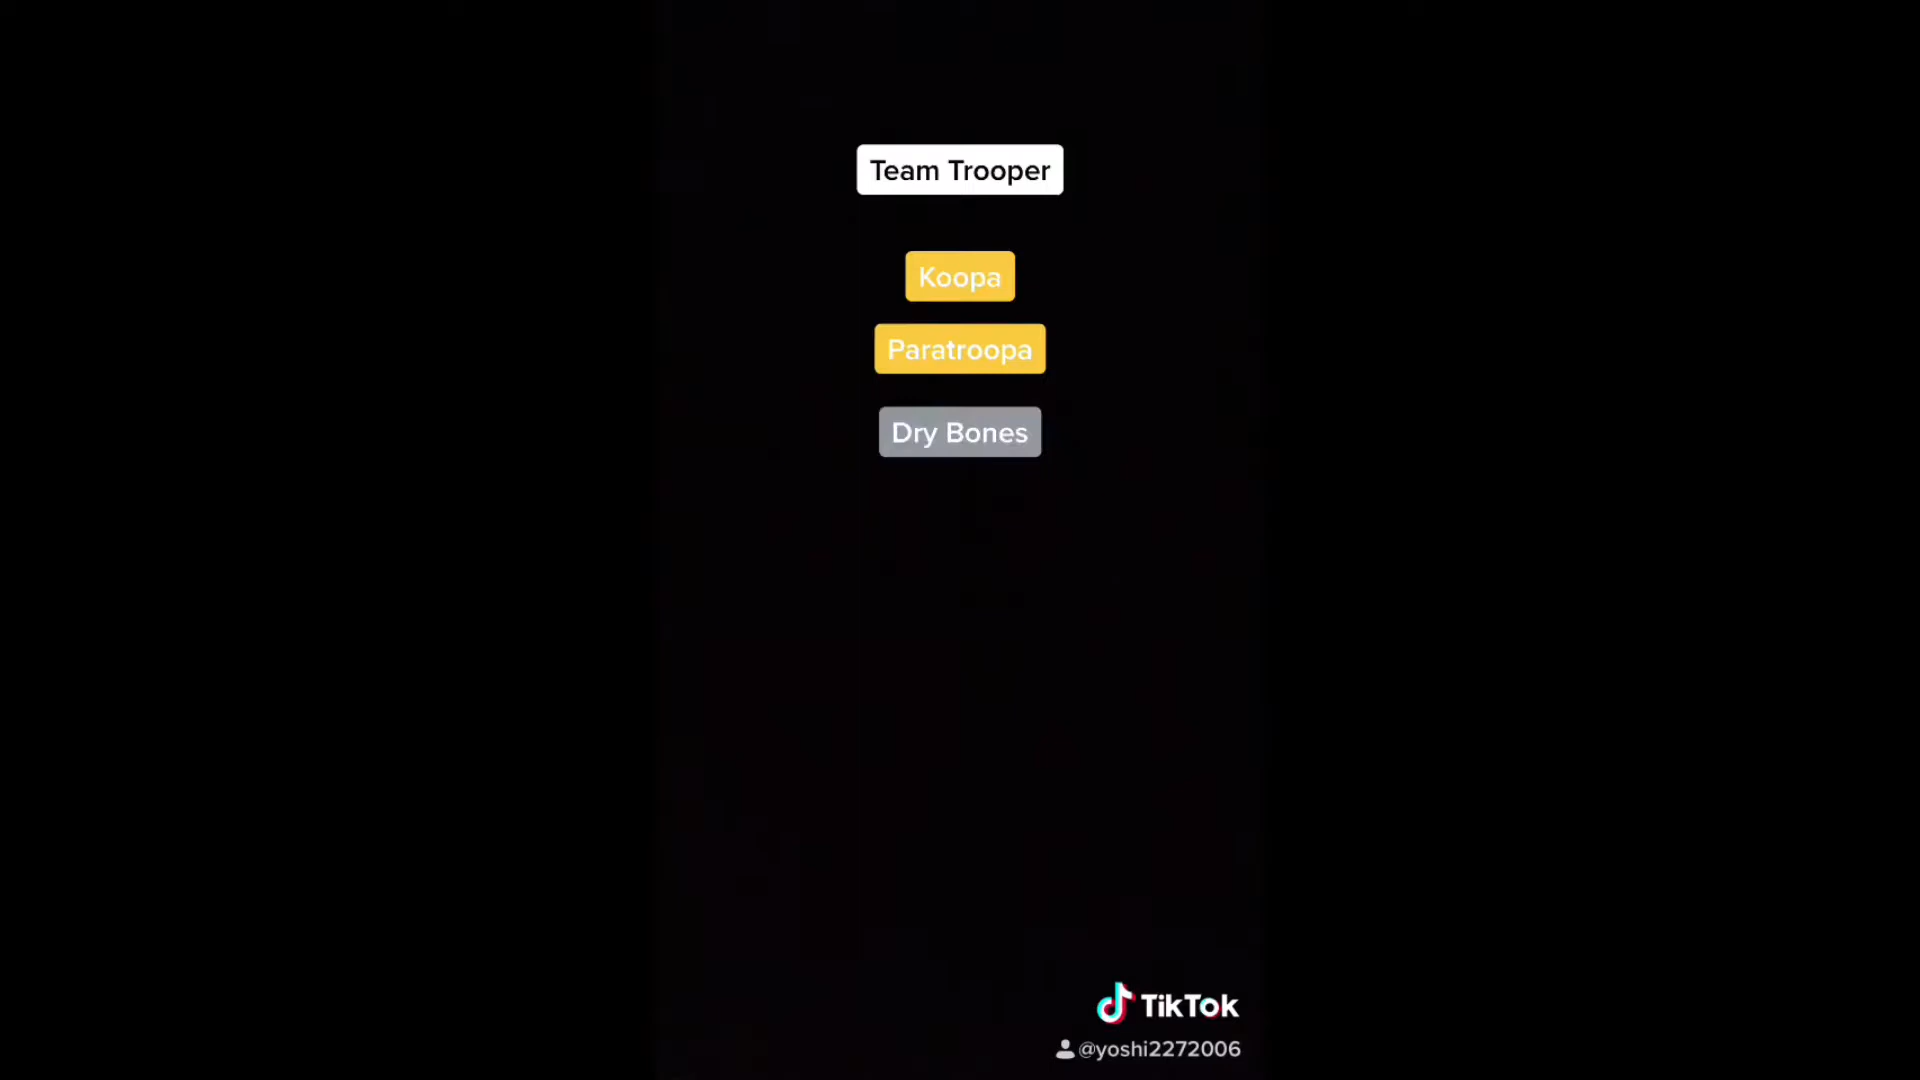 Team Trooper
Koopa
Paratroopa
Dry Bones
TikTok
@yoshi2272006